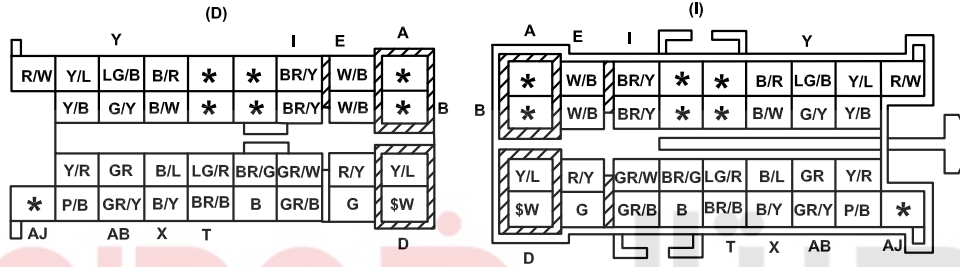 (D) (I)
Y I E A A E I Y
R/W Y/L LG/B B/R * * BR/Y W/B * * W/B BR/Y * * B/R LG/B Y/L R/W
Y/B G/Y B/W * * BR/Y W/B * B B * W/B BR/Y * * B/W G/Y Y/B
Y/R GR B/L LG/R BR/G GR/W R/Y Y/L Y/L R/Y GR/W BR/G LG/R B/L GR Y/R
* P/B GR/Y B/Y BR/B B GR/B G $W $W G GR/B B BR/B B/Y GR/Y P/B *
AJ AB X T D D T X AB AJ